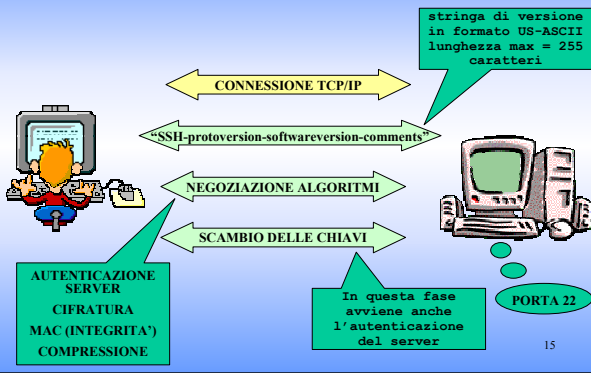 stringa di versione
in formato US-ASCII
lunghezza max = 255
caratteri
CONNESSIONE TCP/IP
“SSH-protoversion-softwareversion-comments”
NEGOZIAZIONE ALGORITMI
SCAMBIO DELLE CHIAVI
AUTENTICAZIONE
SERVER
CIFRATURA
MAC (INTEGRITA’)
COMPRESSIONE
In questa fase
avviene anche
l’autenticazione
del server
PORTA 22
15